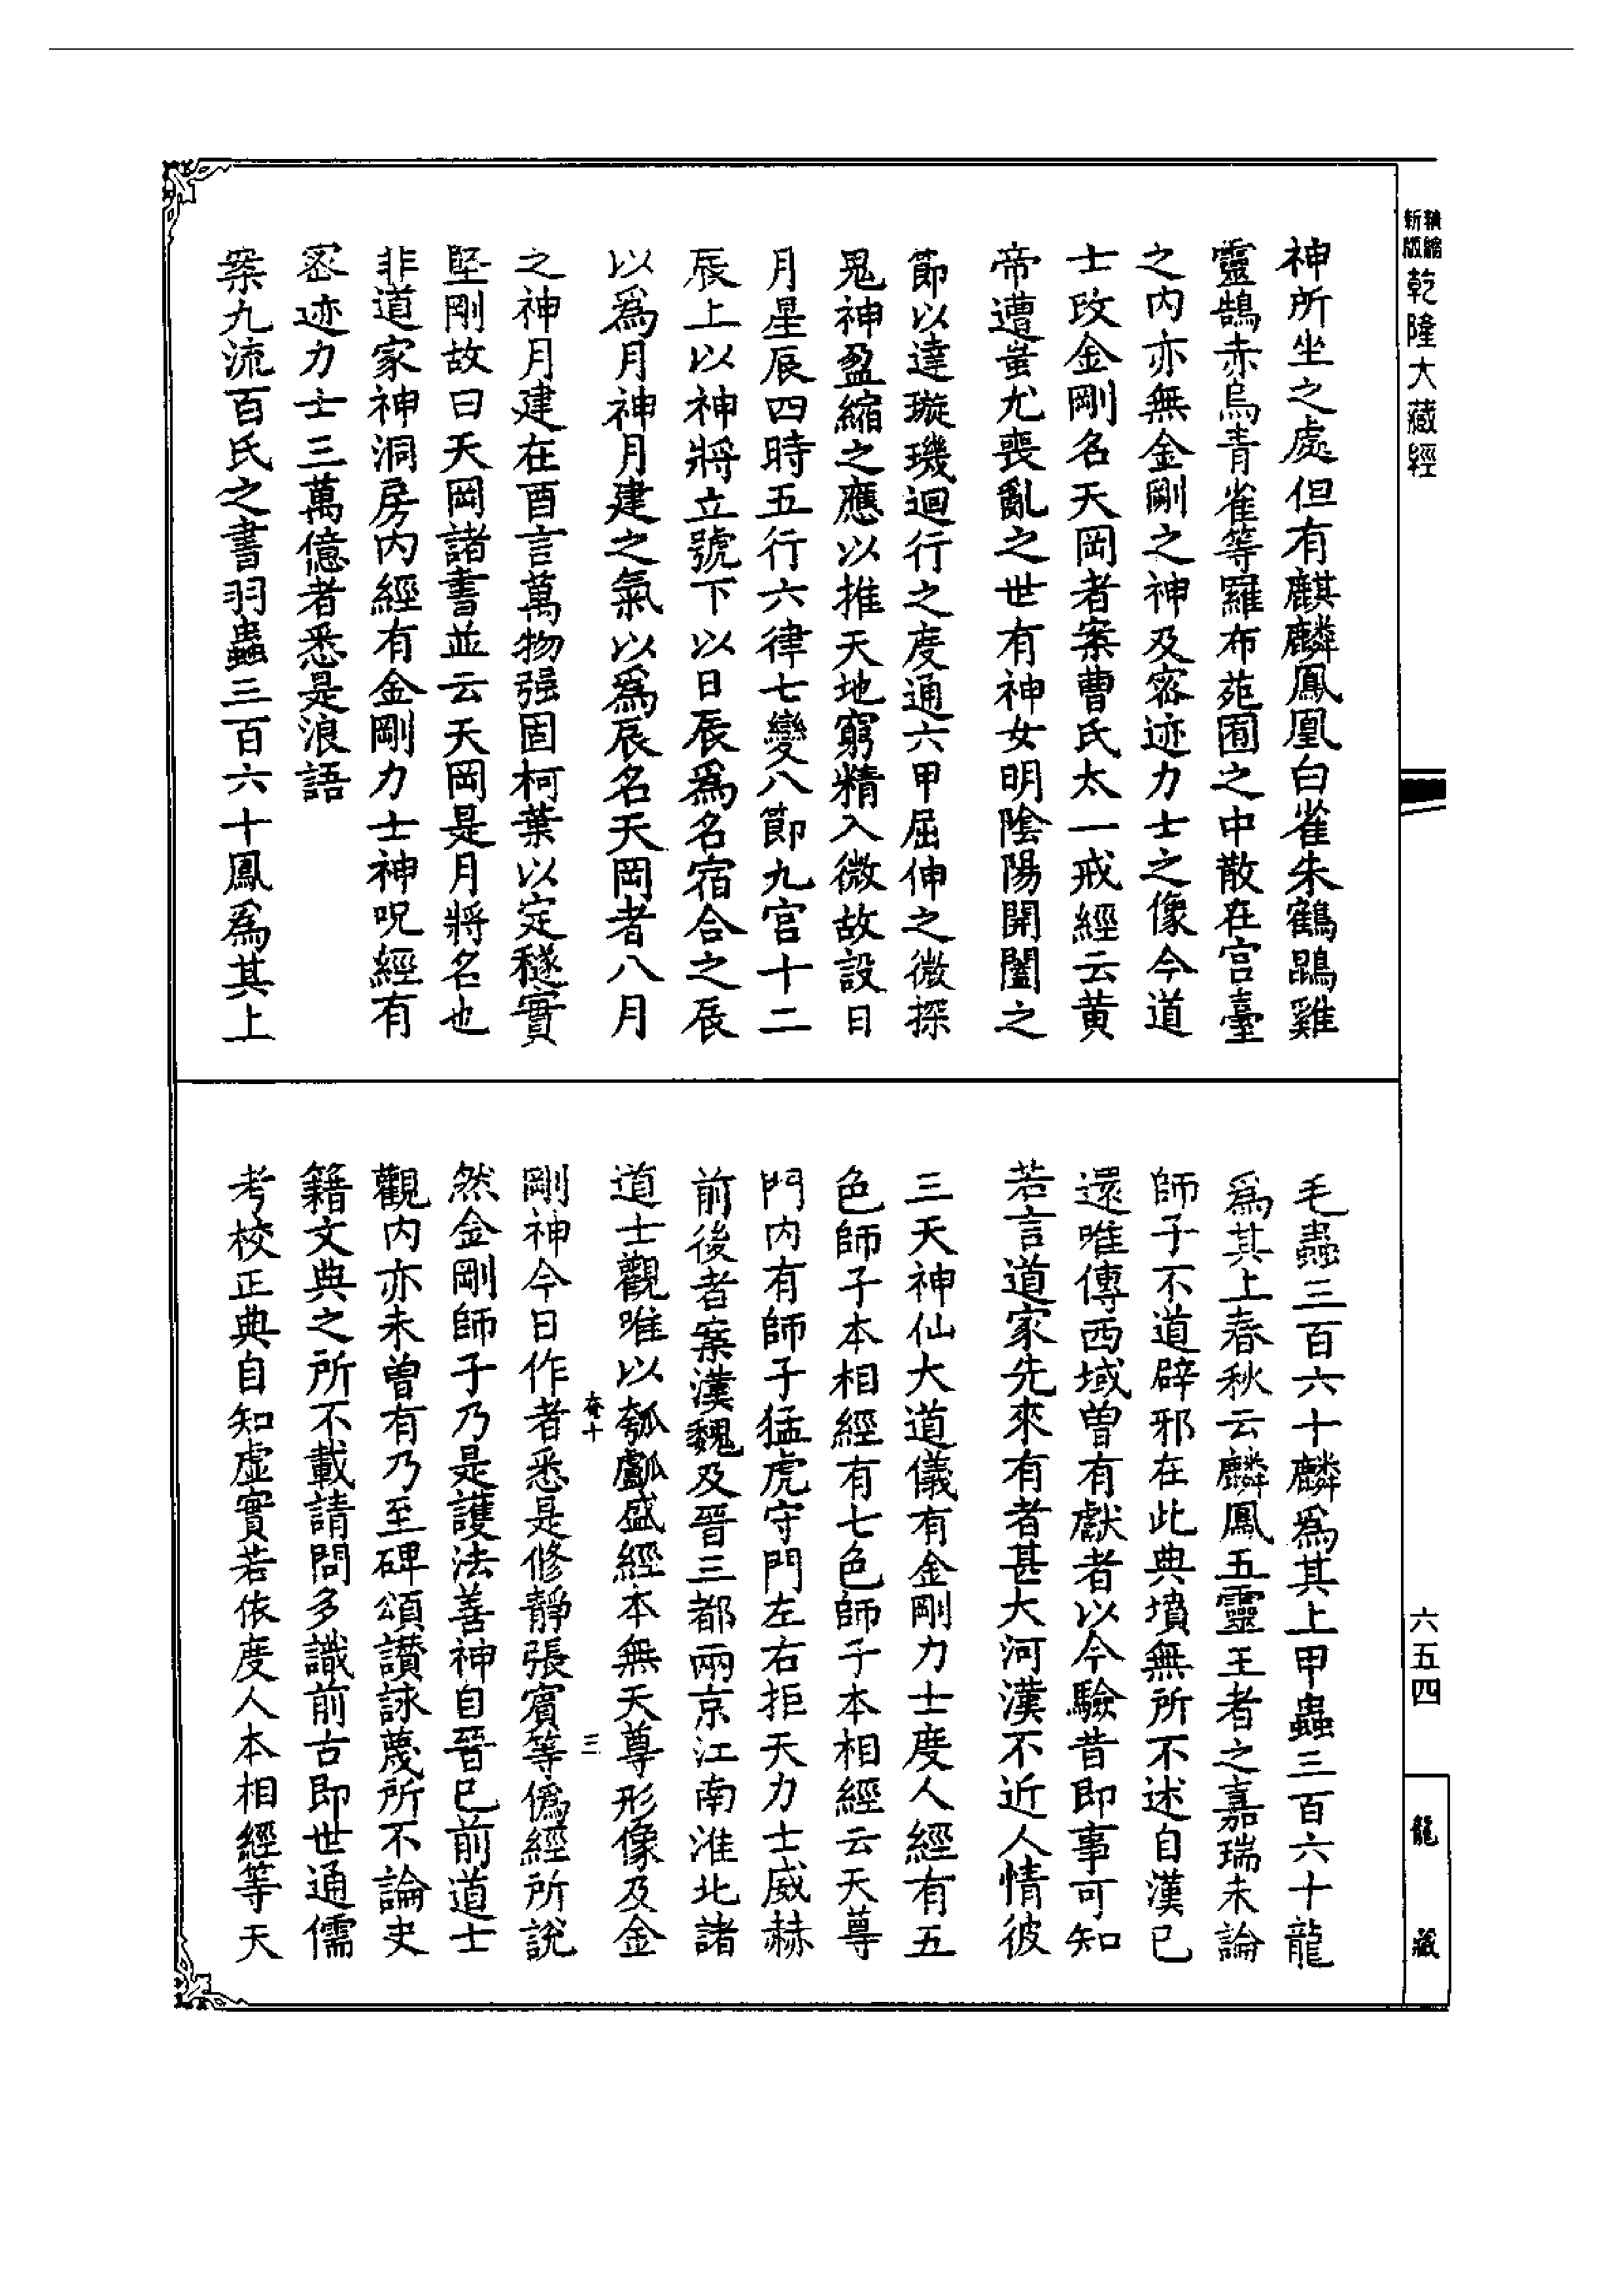 精縮新版
乾隆大藏經
神所坐之處但有麒麟鳳凰白雀朱鶴鵾雞
靈鵠赤烏青雀等羅布苑囿之中散在宫臺
之内亦無金剛之神及密迹力士之像今道
士改金剛名天岡者案曹氏太一戒經云黄
帝遭蚩尤喪亂之世有神女明陰陽開闔之
節以達璇璣迴行之度通六甲屈伸之微探
鬼神盈縮之應以推天地窮精入微故設日
月星辰四時五行六律七變八節九宫十二
辰上以神將立號下以日辰爲名宿合之辰
以爲月神月建之氣以爲辰名天岡者八月
之神月建在酉言萬物强固柯葉以定穟實
堅剛故曰天岡諸書並云天岡是月將名也
非道家神洞房内經有金剛力士神呪經有
密迹力士三萬億者悉是浪語
案九流百氏之書羽蟲三百六十鳳爲其上
毛蟲三百六十麟爲其上甲蟲三百六十龍
爲其上春秋云麟鳳五靈王者之嘉瑞未論
師子不道辟邪在此典墳無所不述自漢已
還唯傳西域曾有獻者以今驗昔即事可知
若言道家先來有者甚大河漢不近人情彼
三天神仙大道儀有金剛力士度人經有五
色師子本相經有七色師子本相經云天尊
門内有師子猛虎守門左右拒天力士威赫
前後者案漢魏及晉三都兩京江南淮北諸
道士觀唯以瓠盧瓜盛經本無天尊形像及金
剛神今日作者悉是修靜張賓等僞經所説
然金剛師子乃是護法善神自晉已前道士
觀内亦未曾有乃至碑頌讃詠蔑所不論史
籍文典之所不載請問多識前古即世通儒
考校正典自知虚實若依度人本相經等天
三
六五四
龍藏